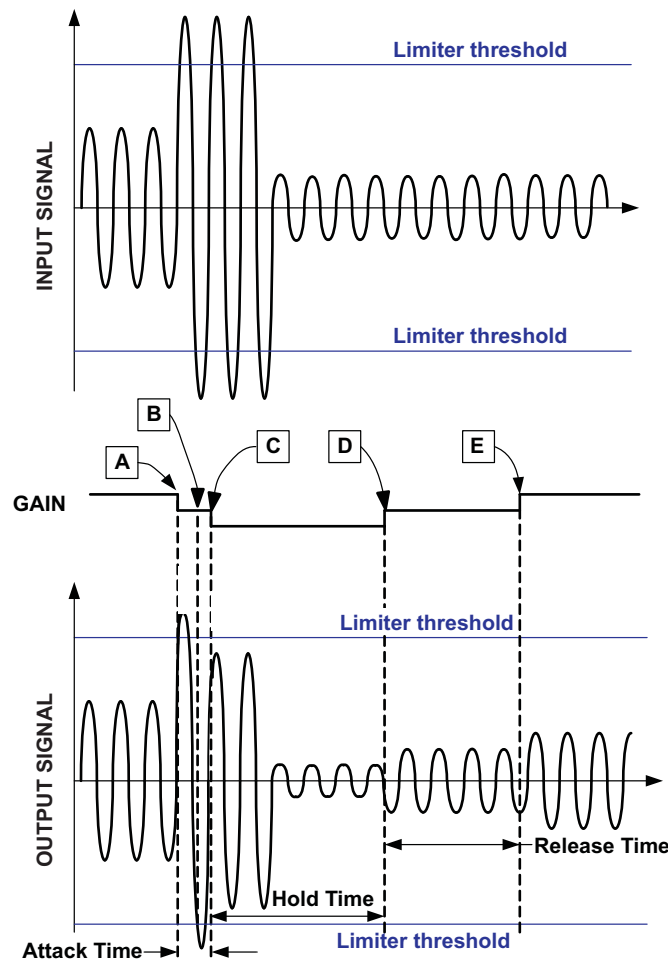 Limiter threshold
INPUT SIGNAL
Limiter threshold
B
A
C
D
E
GAIN
Limiter threshold
OUTPUT SIGNAL
Release Time
Hold Time
Limiter threshold
Attack Time